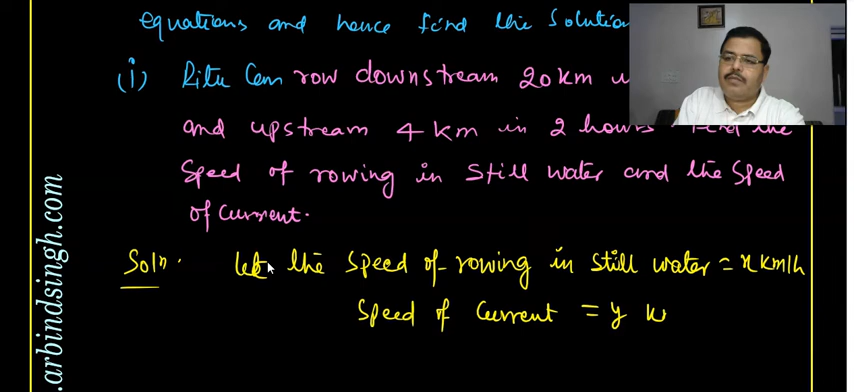 equations and hence find the solution
(i) Ritu Can row downstream 20 km
and upstream 4 km in 2 hours. Find the
Speed of rowing in Still water and the Speed
of Current.
Soln. let the Speed of rowing in Still water = x km/h
Speed of Current = y
.arbindsingh.com